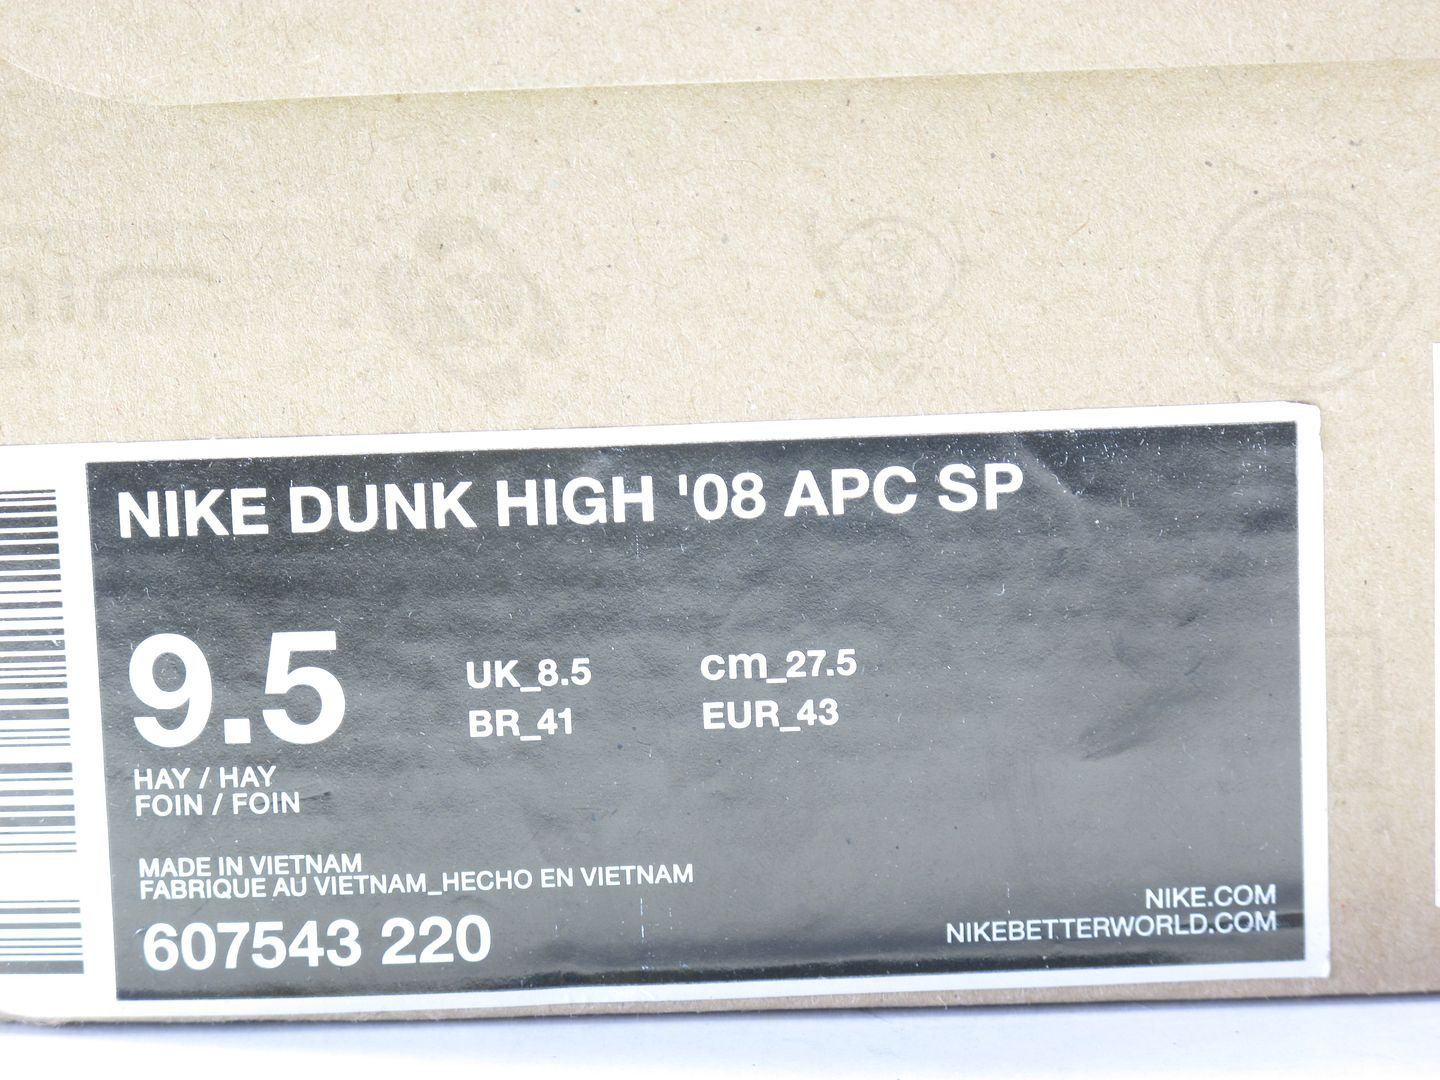 NIKE DUNK HIGH '08 APC SP
9.5
UK_8.5
cm_27.5
BR_41
EUR_43
HAY / HAY
FOIN / FOIN
MADE IN VIETNAM
FABRIQUE AU VIETNAM_HECHO EN VIETNAM
607543 220
NIKE.COM
NIKEBETTERWORLD.COM